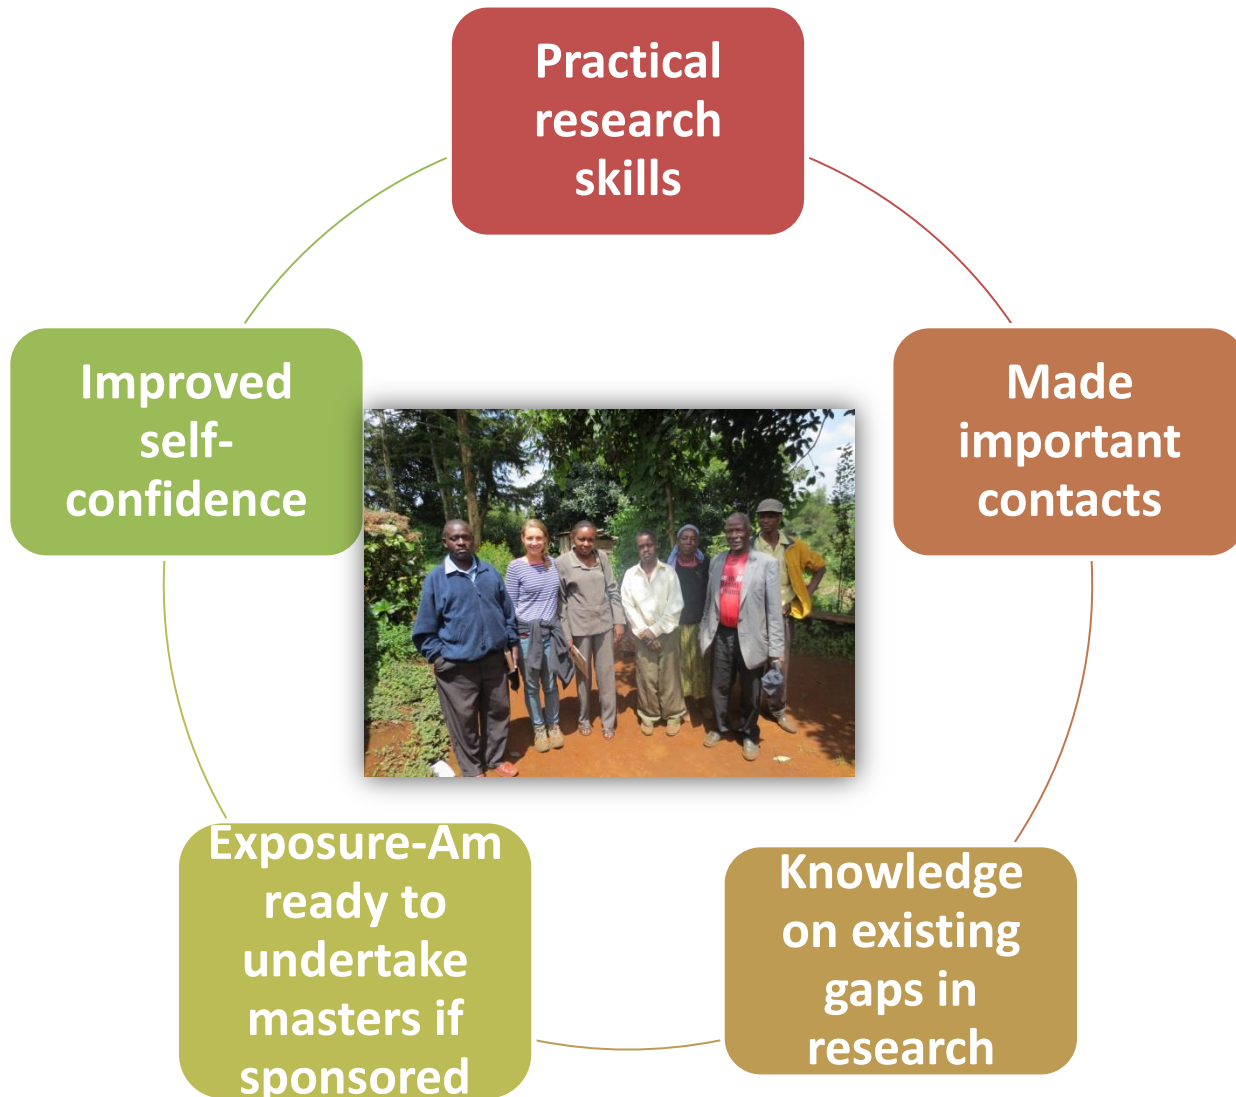 Practical
research
skills
Made
important
contacts
Knowledge
on existing
gaps in
research
Exposure-Am
ready to
undertake
masters if
sponsored
Improved
self-
confidence